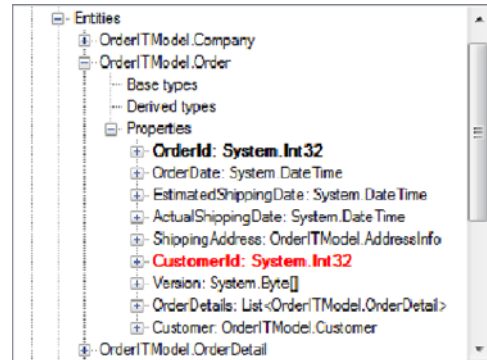 Entities
OrderITModel.Company
OrderITModel.Order
Base types
Derived types
Properties
OrderId: System.Int32
OrderDate: System.DateTime
EstimatedShippingDate: System.DateTime
ActualShippingDate: System.DateTime
ShippingAddress: OrderITModel.AddressInfo
CustomerId: System.Int32
Version: System.Byte[]
OrderDetails: List<OrderITModel.OrderDetail>
Customer: OrderITModel.Customer
OrderITModel.OrderDetail